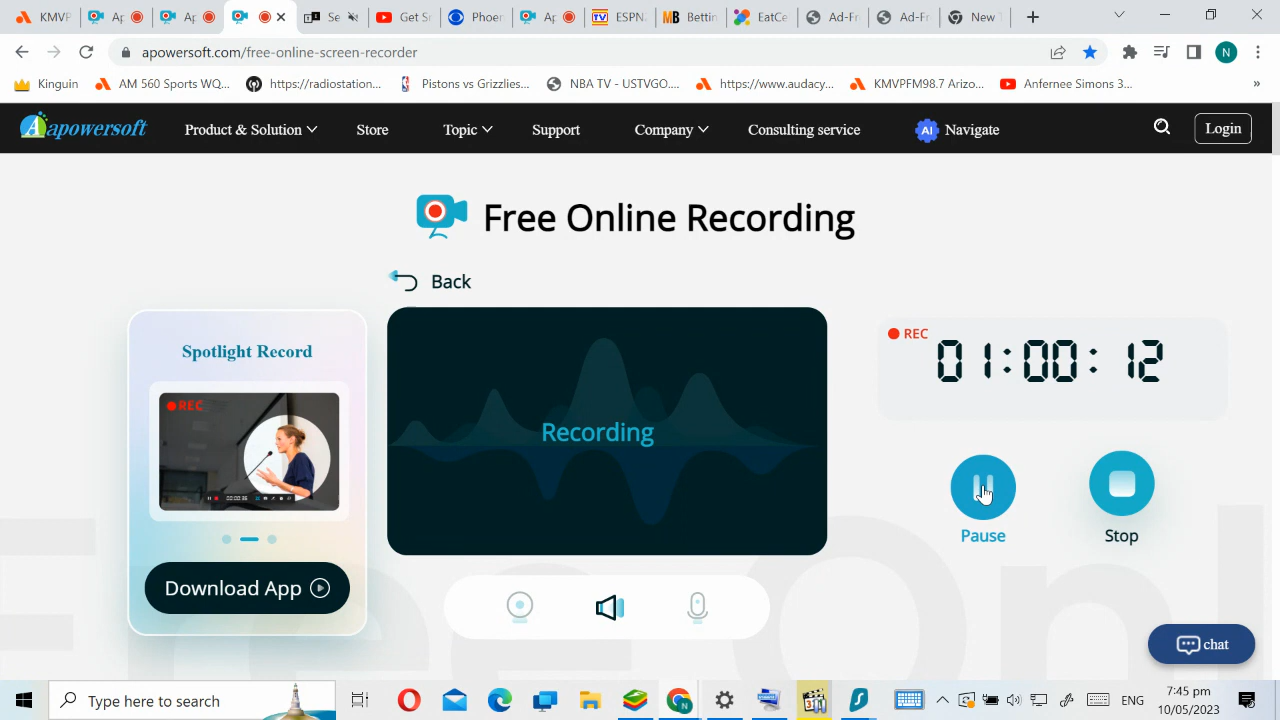 KMVP
Ap
Ap
Se
Get Sr
Phoer
Ap
ESPN
Bettin
EatCe
Ad-Fr
Ad-Fr
New T
apowersoft.com/free-online-screen-recorder
N
Kinguin
AM 560 Sports WQ...
https://radiostation...
Pistons vs Grizzlies...
NBA TV - USTVGO....
https://www.audacy...
KMVPFM98.7 Arizo...
Anfernee Simons 3...
»
Apowersoft
Product & Solution
Store
Topic
Support
Company
Consulting service
AI Navigate
Login
Free Online Recording
Back
Spotlight Record
REC
Download App
Recording
REC
01:00:12
Pause
Stop
chat
Type here to search
ENG
7:45 pm
10/05/2023